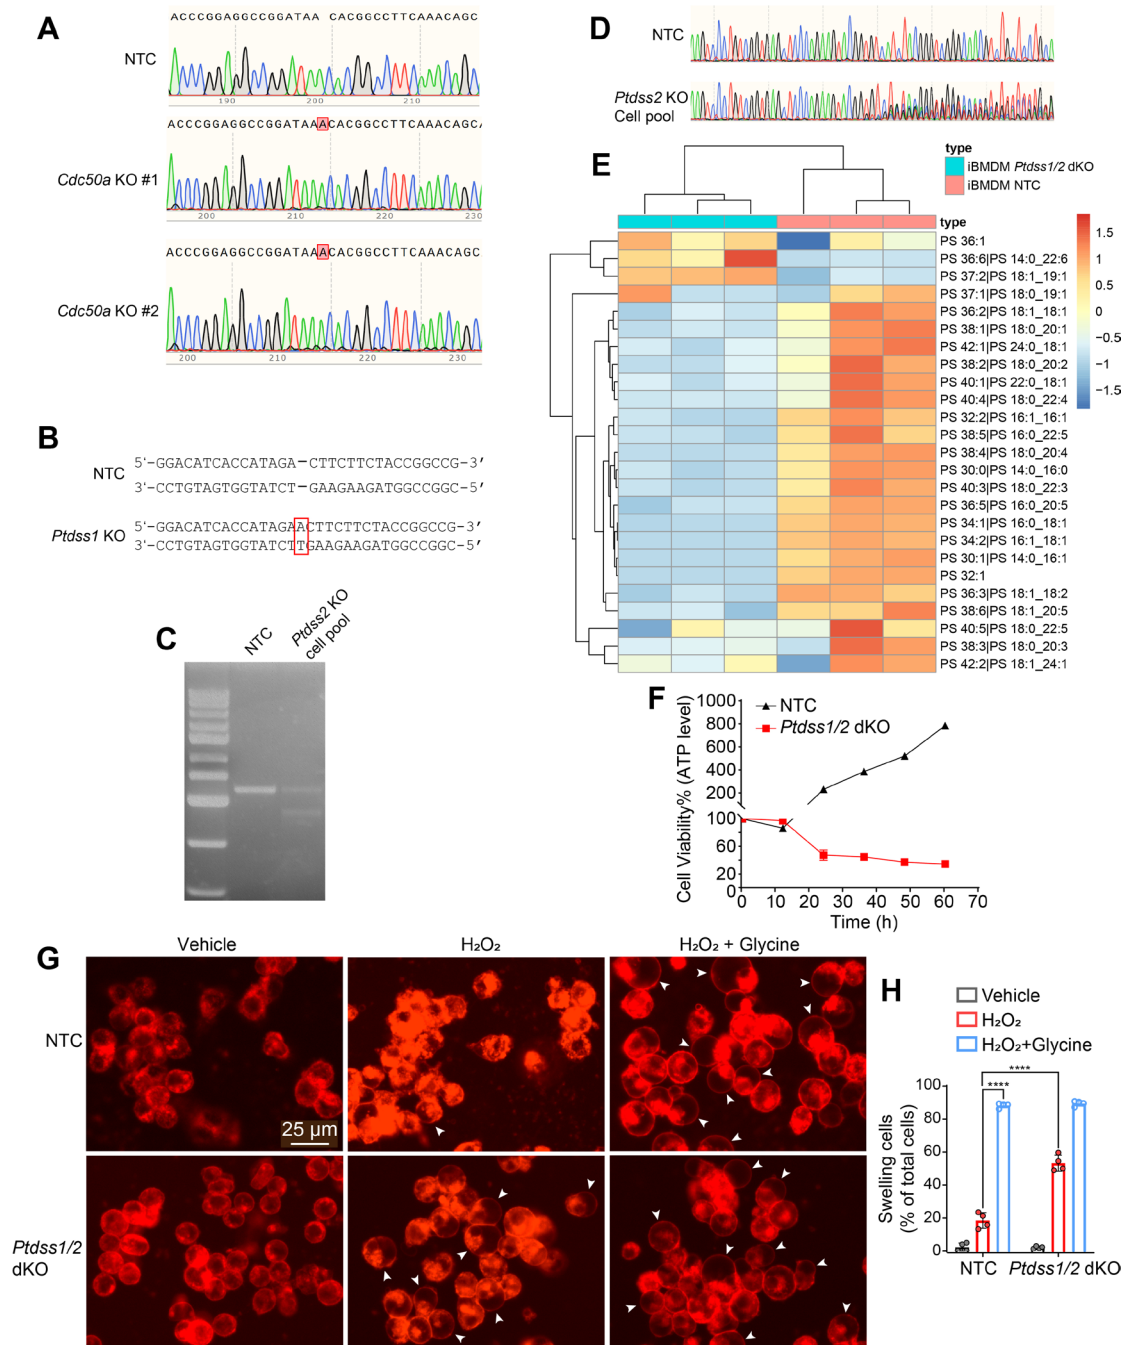 A
ACCCGGAGGCCGGATAA CACGGCCTTCAAACAGC
NTC
190 200 210
ACCCGGAGGCCGGATAAACACGGCCTTCAAACAGC
Cdc50a KO #1
200 210 220 230
ACCCGGAGGCCGGATAAACACGGCCTTCAAACAGC
Cdc50a KO #2
200 210 220 230
B
NTC
5'-GGACATCACCATAGA-CTTCTTCTACCGGCCG-3'
3'-CCTGTAGTGGTATCT-GAAGAAGATGGCCGGC-5'
Ptdss1 KO
5'-GGACATCACCATAGAACTTCTTCTACCGGCCG-3'
3'-CCTGTAGTGGTATCTTGAAGAAGATGGCCGGC-5'
C
NTC
Ptdss2 KO
cell pool
D
NTC
Ptdss2 KO
Cell pool
E
type
iBMDM Ptdss1/2 dKO
iBMDM NTC
type
PS 36:1
PS 36:6|PS 14:0_22:6
PS 37:2|PS 18:1_19:1
PS 37:1|PS 18:0_19:1
PS 36:2|PS 18:1_18:1
PS 38:1|PS 18:0_20:1
PS 42:1|PS 24:0_18:1
PS 38:2|PS 18:0_20:2
PS 40:1|PS 22:0_18:1
PS 40:4|PS 18:0_22:4
PS 32:2|PS 16:1_16:1
PS 38:5|PS 16:0_22:5
PS 38:4|PS 18:0_20:4
PS 30:0|PS 14:0_16:0
PS 40:3|PS 18:0_22:3
PS 36:5|PS 16:0_20:5
PS 34:1|PS 16:0_18:1
PS 34:2|PS 16:1_18:1
PS 30:1|PS 14:0_16:1
PS 32:1
PS 36:3|PS 18:1_18:2
PS 38:6|PS 18:1_20:5
PS 40:5|PS 18:0_22:5
PS 38:3|PS 18:0_20:3
PS 42:2|PS 18:1_24:1
1.5
1
0.5
0
−0.5
−1
−1.5
F
NTC
Ptdss1/2 dKO
Cell Viability% (ATP level)
1000
800
600
400
200
100
80
60
40
20
0
0 10 20 30 40 50 60 70
Time (h)
G
Vehicle H₂O₂ H₂O₂ + Glycine
NTC
25 μm
Ptdss1/2
dKO
H
Vehicle
H₂O₂
H₂O₂+Glycine
Swelling cells
(% of total cells)
100
80
60
40
20
0
****
****
NTC Ptdss1/2 dKO